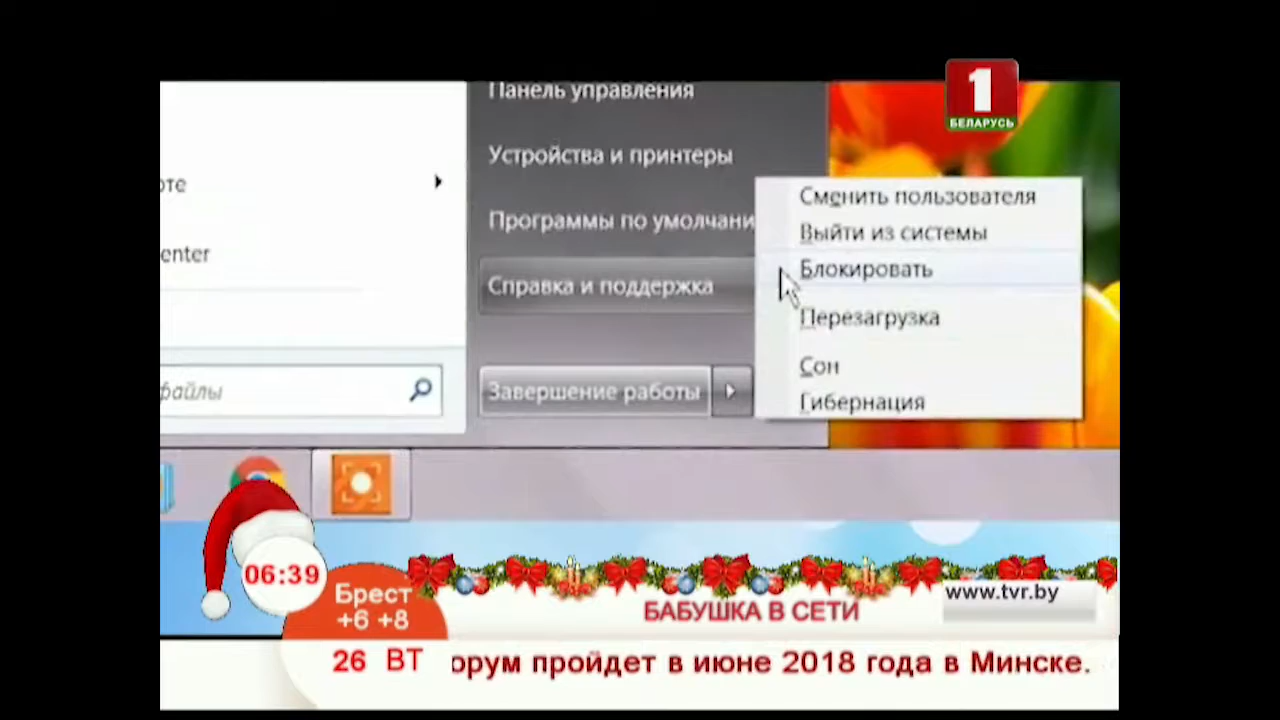 Панель управления
1
БЕЛАРУСЬ
Устройства и принтеры
Сменить пользователя
Программы по умолчани
Выйти из системы
enter
Блокировать
Справка и поддержка
Перезагрузка
Сон
файлы
Завершение работы
Гибернация
06:39
Брест
+6 +8
БАБУШКА В СЕТИ
www.tvr.by
26 ВТ
орум пройдет в июне 2018 года в Минске.